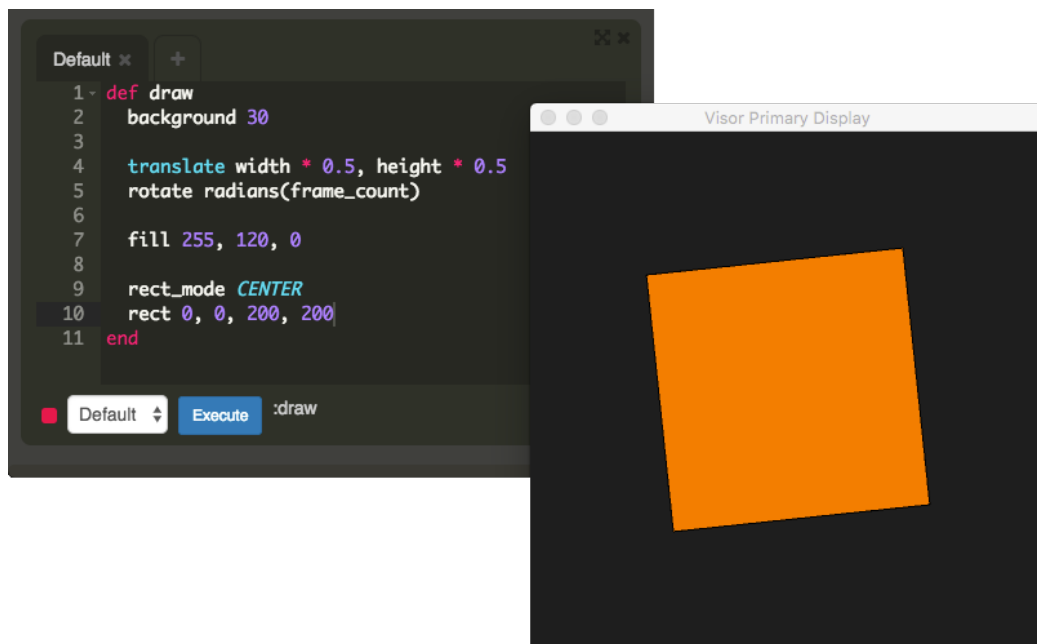 Default ×
+
1 def draw
2   background 30
3
4   translate width * 0.5, height * 0.5
5   rotate radians(frame_count)
6
7   fill 255, 120, 0
8
9   rect_mode CENTER
10   rect 0, 0, 200, 200
11 end
Default Execute :draw
Visor Primary Display